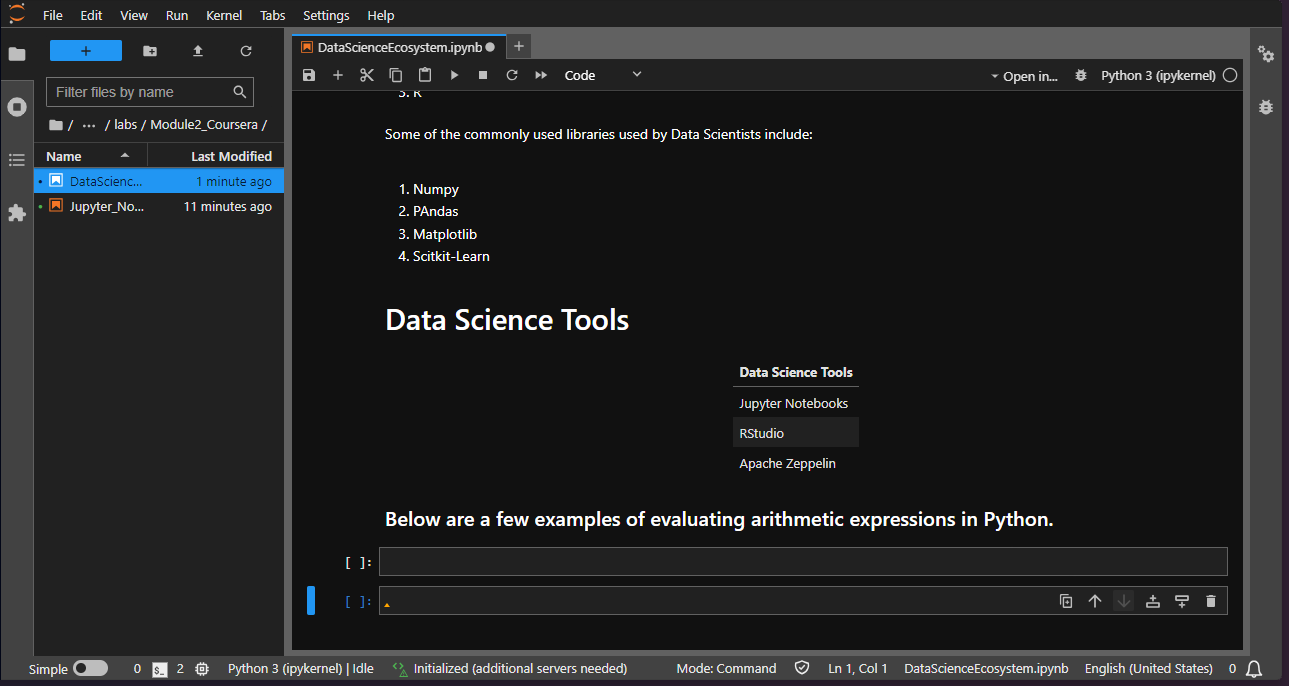 File Edit View Run Kernel Tabs Settings Help
DataScienceEcosystem.ipynb
Code
Open in...
Python 3 (ipykernel)
Filter files by name
/ ... / labs / Module2_Coursera /
Name Last Modified
DataScienc... 1 minute ago
Jupyter_No... 11 minutes ago
3. R
Some of the commonly used libraries used by Data Scientists include:
1. Numpy
2. PAndas
3. Matplotlib
4. Scitkit-Learn
Data Science Tools
Data Science Tools
Jupyter Notebooks
RStudio
Apache Zeppelin
Below are a few examples of evaluating arithmetic expressions in Python.
[ ]:
[ ]:
Simple 0 $_ 2 Python 3 (ipykernel) | Idle Initialized (additional servers needed) Mode: Command Ln 1, Col 1 DataScienceEcosystem.ipynb English (United States) 0